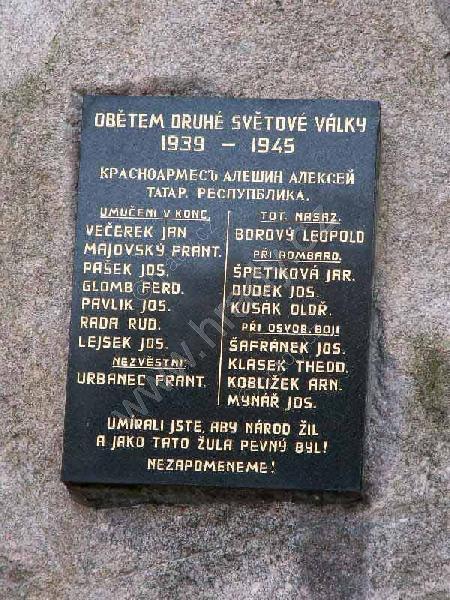 OBĚTEM DRUHÉ SVĚTOVÉ VÁLKY
1939 – 1945
КРАСНОАРМЕСЪ АЛЕШИН АЛЕКСЕЙ
ТАТАР. РЕСПУБЛИКА.
UMUČENI V KONC.
VEČEREK JAN
MAJOVSKÝ FRANT.
PAŠEK JOS.
GLOMB FERD.
PAVLIK JOS.
RADA RUD.
LEJSEK JOS.
NEZVĚSTNI
URBANEC FRANT.
TOT. NASAZ.
BOROVÝ LEOPOLD
PŘI BOMBARD.
ŠPETIKOVÁ JAR.
DUDEK JOS.
KUSAK OLDŘ.
PŘI OSVOB. BOJI
ŠAFRÁNEK JOS.
KLASEK THEOD.
KOBLIŽEK ARN.
MYNÁŘ JOS.
UMÍRALI JSTE, ABY NÁROD ŽIL
A JAKO TATO ŽULA PEVNÝ BYL!
NEZAPOMENEME!